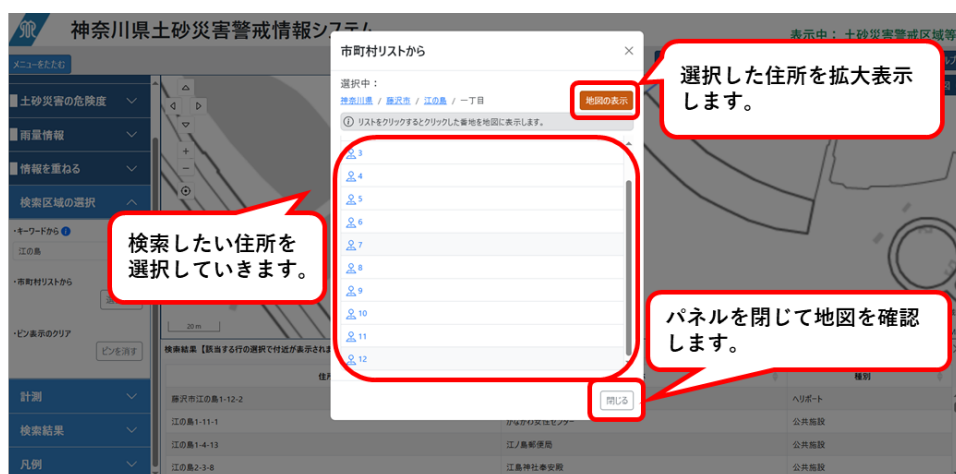 神奈川県土砂災害警戒情報システム
表示中： 土砂災害警戒区域等
メニューをたたむ
土砂災害の危険度
雨量情報
情報を重ねる
検索区域の選択
・キーワードから
江の島
・市町村リストから
・ピン表示のクリア
ピンを消す
計測
検索結果
凡例
20 m
市町村リストから
選択中：
神奈川県 / 藤沢市 / 江の島 / 一丁目
地図の表示
リストをクリックするとクリックした番地を地図に表示します。
3
4
5
6
7
8
9
10
11
12
閉じる
選択した住所を拡大表示
します。
検索したい住所を
選択していきます。
パネルを閉じて地図を確認
します。
検索結果【該当する行の選択で付近が表示されま
種別
藤沢市江の島1-12-2
ヘリポート
江の島1-11-1
かながわ女性センター
公共施設
江の島1-4-13
江ノ島郵便局
公共施設
江の島2-3-8
江島神社奉安殿
公共施設